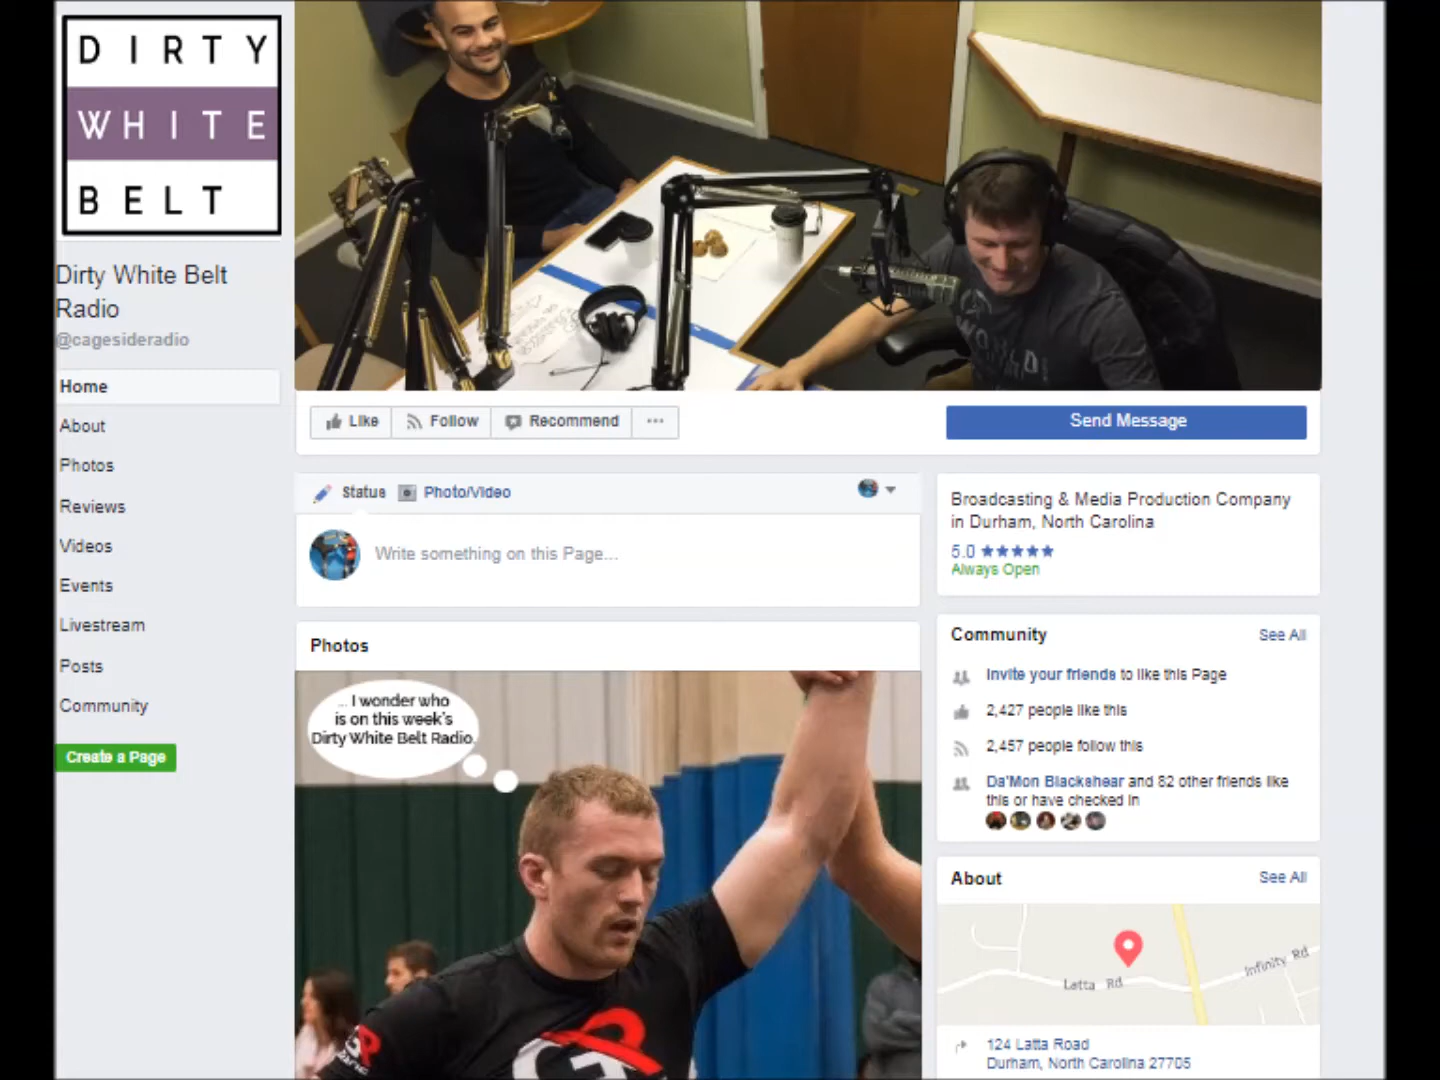 DIRTY
WHITE
BELT
Dirty White Belt
Radio
@cagesideradio
Home
About
Photos
Reviews
Videos
Events
Livestream
Posts
Community
Create a Page
Like
Follow
Recommend
Send Message
Status
Photo/Video
Write something on this Page...
Photos
... I wonder who
is on this week's
Dirty White Belt Radio.
Broadcasting & Media Production Company
in Durham, North Carolina
5.0
Always Open
Community
See All
Invite your friends to like this Page
2,427 people like this
2,457 people follow this
Da'Mon Blackshear and 82 other friends like
this or have checked in
About
See All
Infinity Rd
Latta Rd
124 Latta Road
Durham, North Carolina 27705